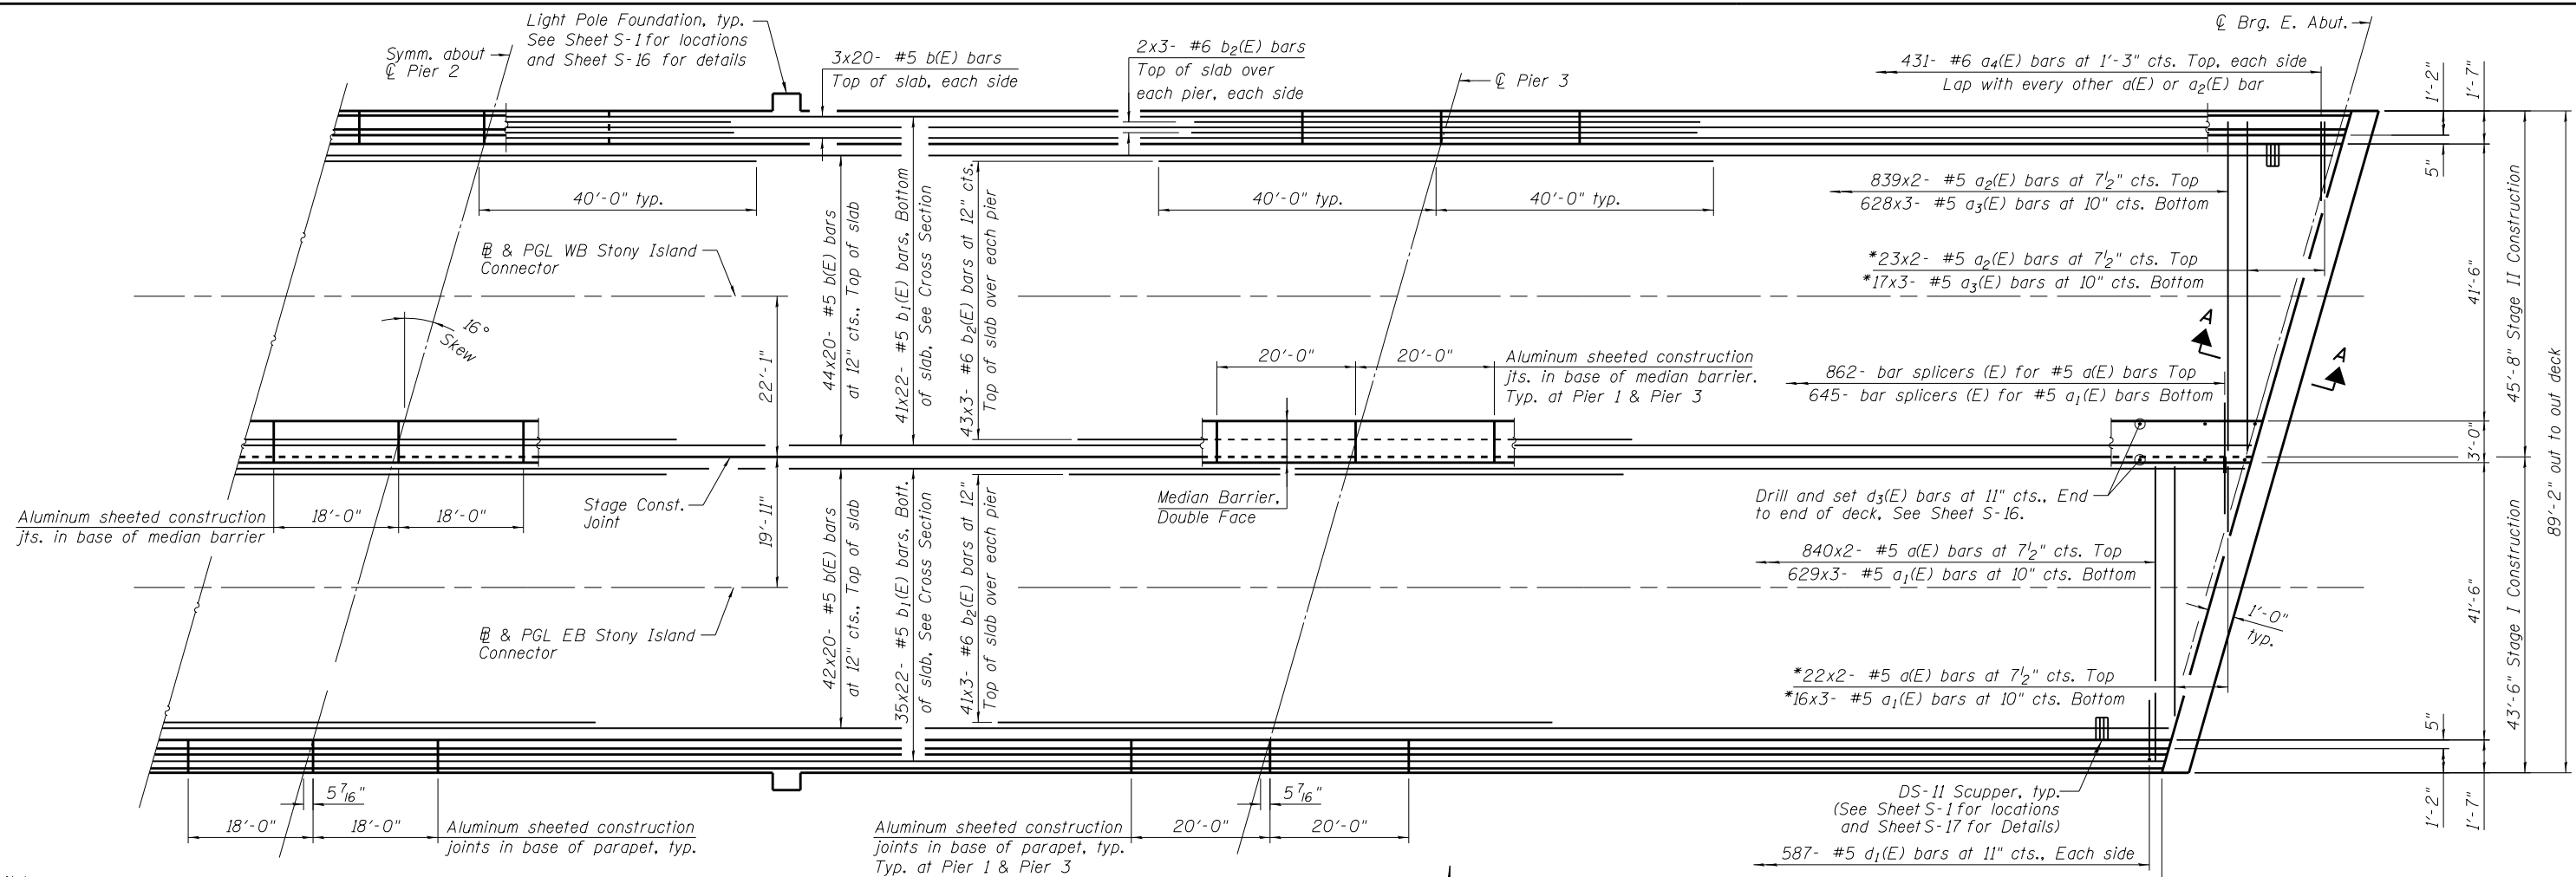 Light Pole Foundation, typ.
See Sheet S-1 for locations
and Sheet S-16 for details
Symm. about
℄ Pier 2
3x20- #5 b(E) bars
Top of slab, each side
2x3- #6 b₂(E) bars
Top of slab over
each pier, each side
℄ Pier 3
℄ Brg. E. Abut.
431- #6 a₄(E) bars at 1'-3" cts. Top, each side
Lap with every other a(E) or a₂(E) bar
1'-2"
1'-7"
5"
40'-0" typ.
40'-0" typ.
40'-0" typ.
839x2- #5 a₂(E) bars at 7½" cts. Top
628x3- #5 a₃(E) bars at 10" cts. Bottom
*23x2- #5 a₂(E) bars at 7½" cts. Top
*17x3- #5 a₃(E) bars at 10" cts. Bottom
B̲L & PGL WB Stony Island
Connector
44x20- #5 b(E) bars
at 12" cts., Top of slab
41x22- #5 b₁(E) bars, Bottom
of slab, See Cross Section
43x3- #6 b₂(E) bars at 12" cts.
Top of slab over each pier
16°
Skew
22'-1"
41'-6"
45'-8" Stage II Construction
89'-2" out to out deck
A
A
20'-0"
20'-0"
Aluminum sheeted construction
jts. in base of median barrier.
Typ. at Pier 1 & Pier 3
862- bar splicers (E) for #5 a(E) bars Top
645- bar splicers (E) for #5 a₁(E) bars Bottom
3'-0"
Aluminum sheeted construction
jts. in base of median barrier
18'-0"
18'-0"
Stage Const.
Joint
19'-11"
Median Barrier,
Double Face
Drill and set d₃(E) bars at 11" cts., End
to end of deck, See Sheet S-16.
42x20- #5 b(E) bars
at 12" cts., Top of slab
35x22- #5 b₁(E) bars, Bott.
of slab, See Cross Section
41x3- #6 b₂(E) bars at 12"
Top of slab over each pier
840x2- #5 a(E) bars at 7½" cts. Top
629x3- #5 a₁(E) bars at 10" cts. Bottom
B̲L & PGL EB Stony Island
Connector
1'-0"
typ.
41'-6"
43'-6" Stage I Construction
*22x2- #5 a(E) bars at 7½" cts. Top
*16x3- #5 a₁(E) bars at 10" cts. Bottom
5"
1'-2"
1'-7"
5 7/16"
18'-0"
18'-0"
Aluminum sheeted construction
joints in base of parapet, typ.
5 7/16"
20'-0"
20'-0"
Aluminum sheeted construction
joints in base of parapet, typ.
Typ. at Pier 1 & Pier 3
DS-11 Scupper, typ.
(See Sheet S-1 for locations
and Sheet S-17 for Details)
587- #5 d₁(E) bars at 11" cts., Each side